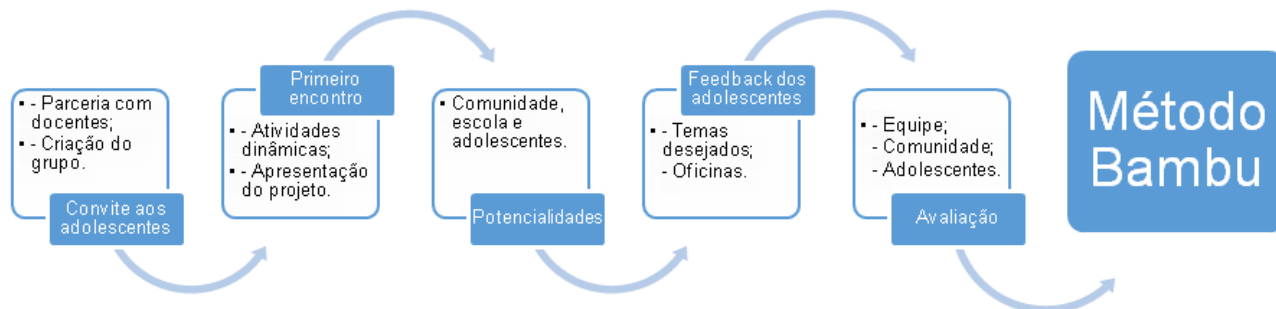 ▪ - Parceria com
docentes;
▪ - Criação do
grupo.
Convite aos
adolescentes
Primeiro
encontro
▪ - Atividades
dinâmicas;
▪ - Apresentação
do projeto.
▪ Comunidade,
escola e
adolescentes.
Potencialidades
Feedback dos
adolescentes
▪ - Temas
desejados;
- Oficinas.
▪ - Equipe;
- Comunidade;
- Adolescentes.
Avaliação
Método
Bambu